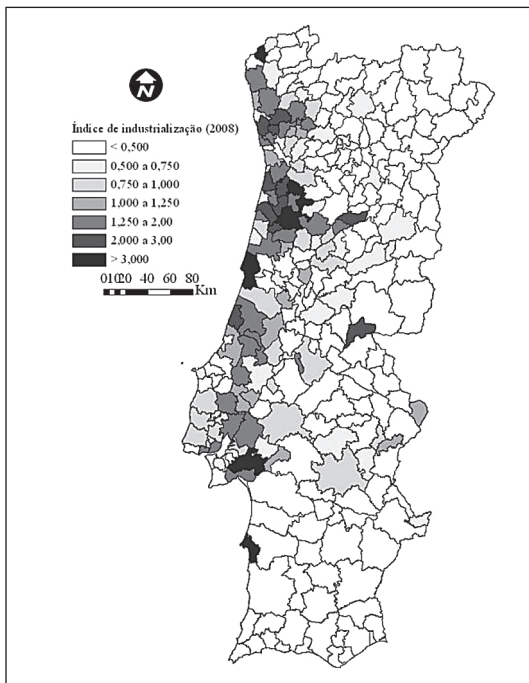 N
Índice de industrialização (2008)
< 0,500
0,500 a 0,750
0,750 a 1,000
1,000 a 1,250
1,250 a 2,00
2,000 a 3,00
> 3,000
01020 40 60 80
Km